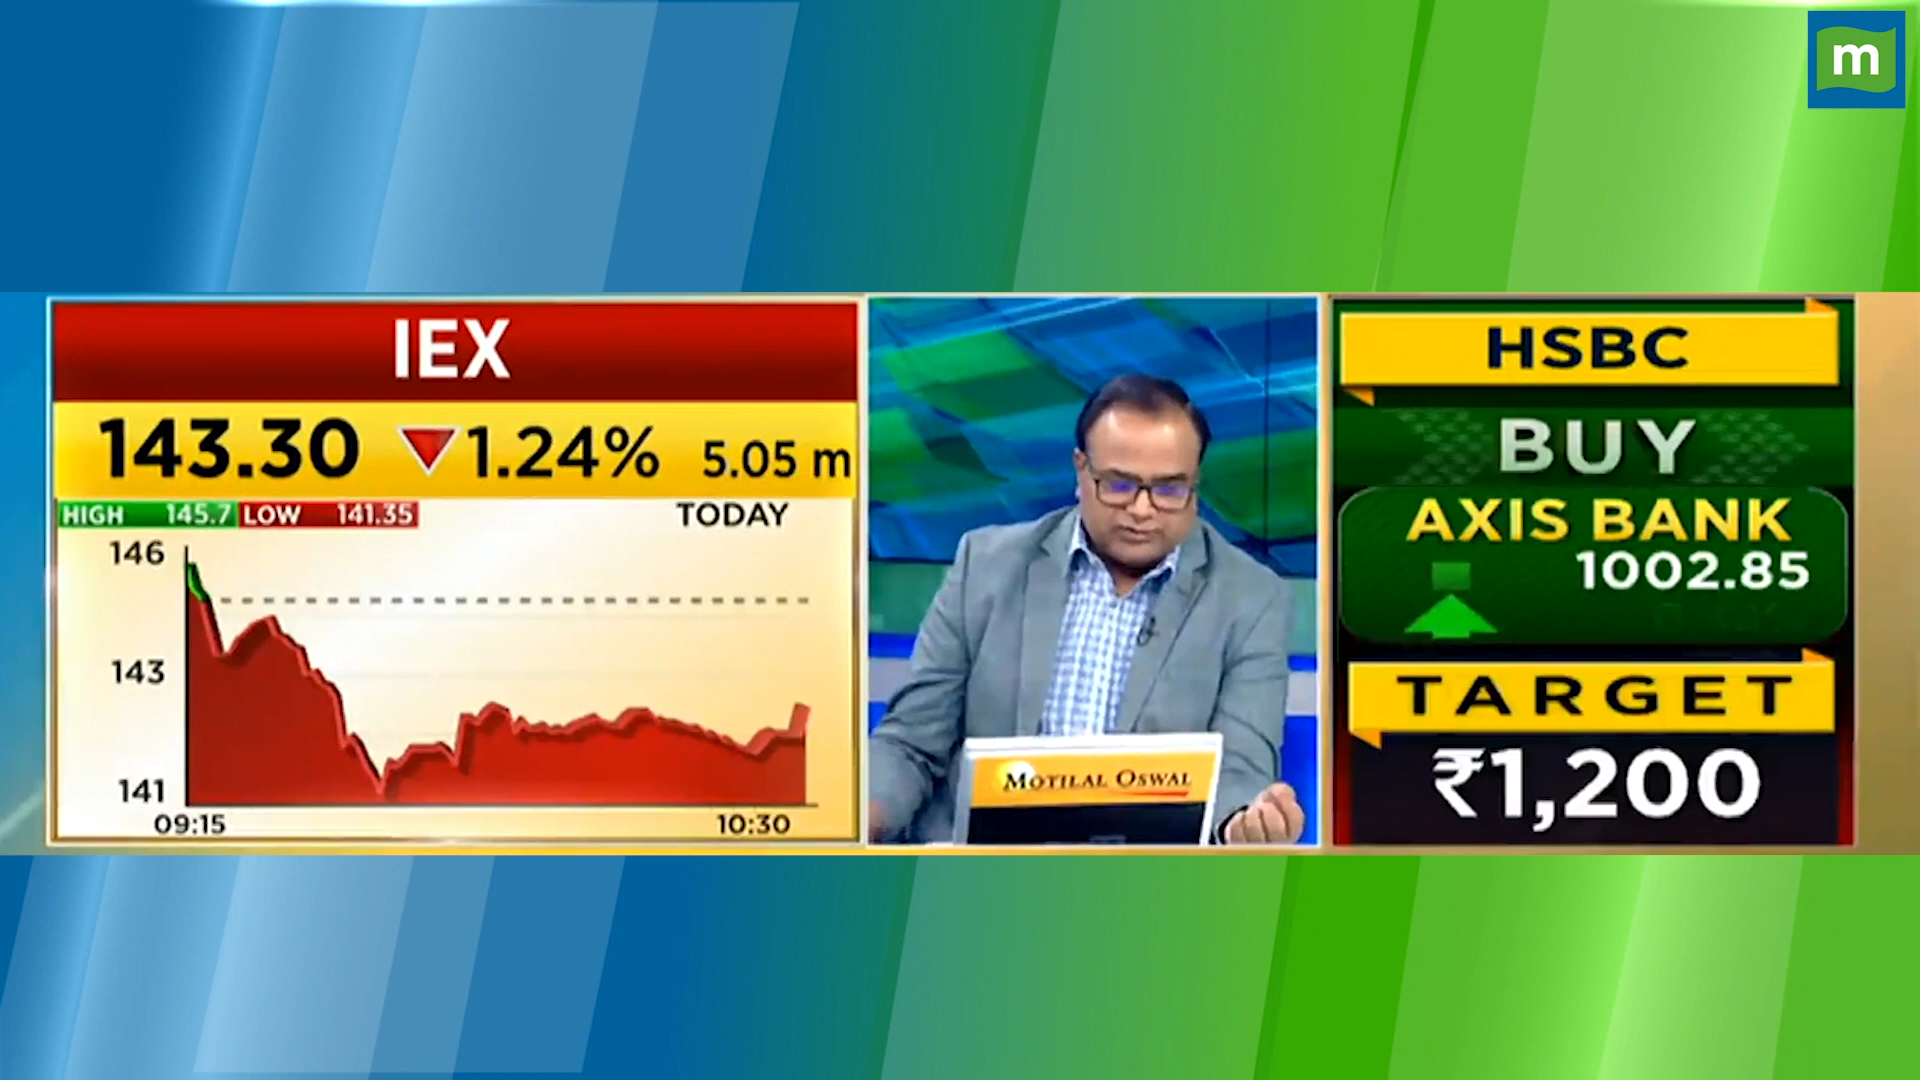 m
IEX
143.30 ▼1.24% 5.05 m
HIGH 145.7 LOW 141.35 TODAY
146
143
141
09:15 10:30
MOTILAL OSWAL
HSBC
BUY
AXIS BANK
1002.85
TARGET
₹1,200